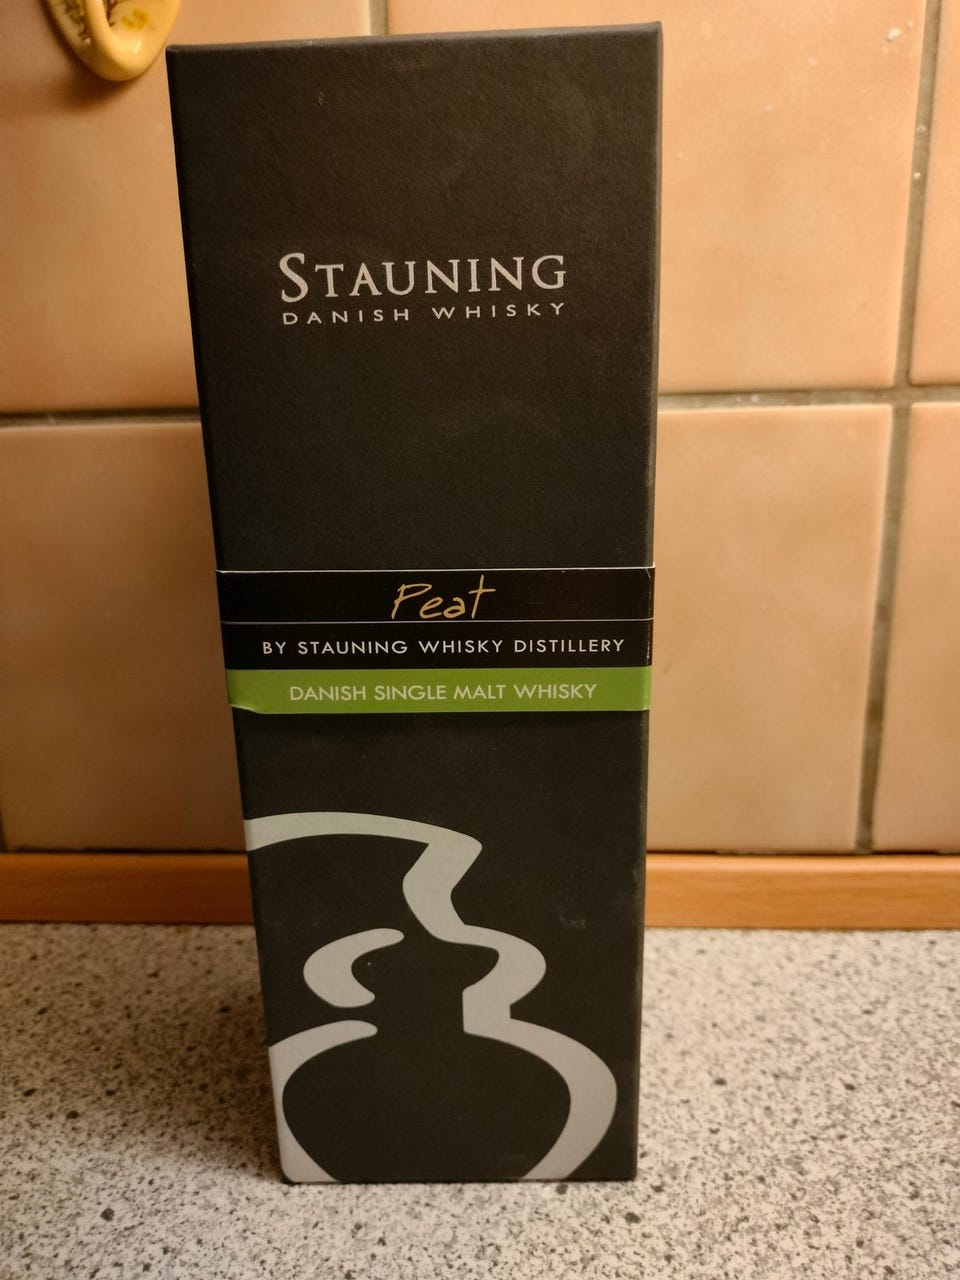 STAUNING
DANISH WHISKY
Peat
BY STAUNING WHISKY DISTILLERY
DANISH SINGLE MALT WHISKY